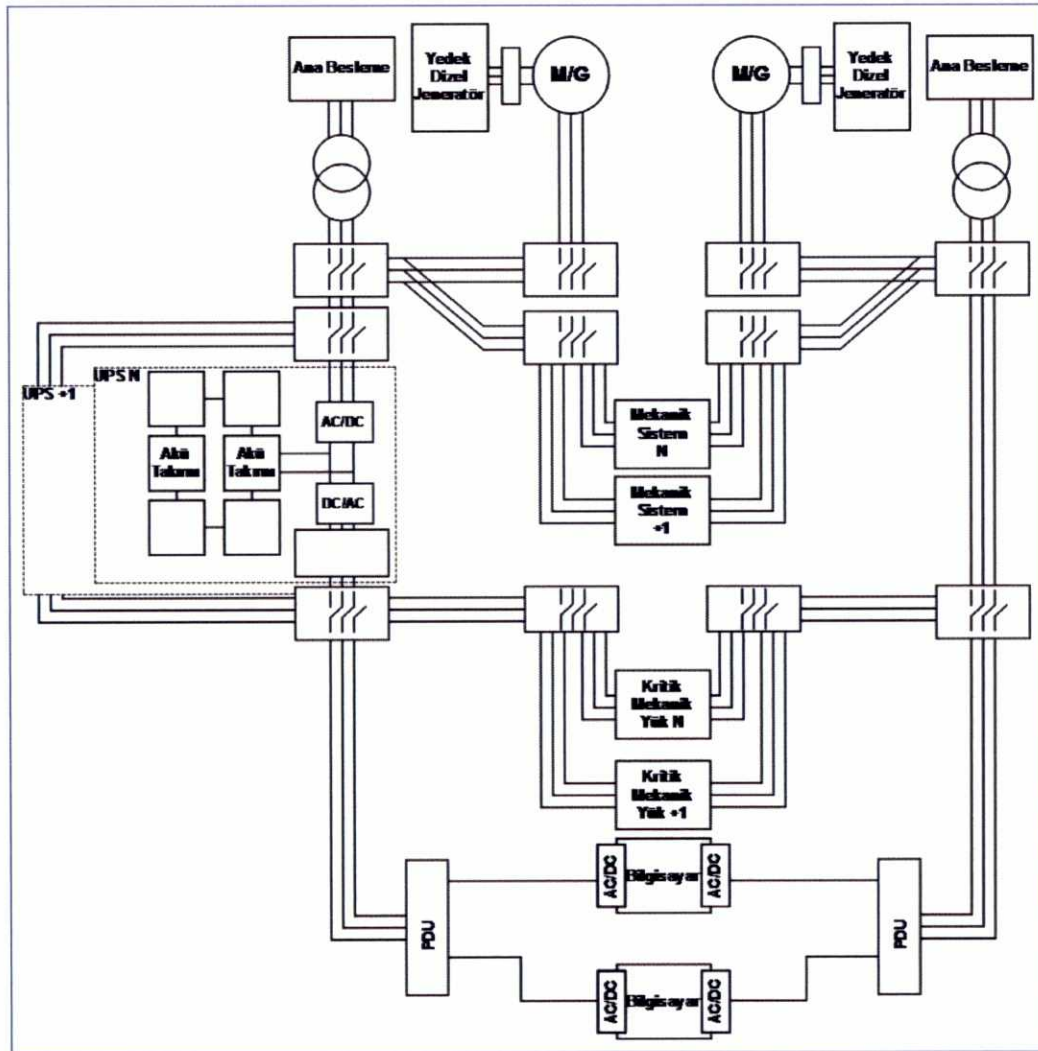 Ana Besleme
Yedek
Dizel
Jeneratör
M/G
M/G
Yedek
Dizel
Jeneratör
Ana Besleme
UPS +1
UPS N
AC/DC
Akü
Takımı
Akü
Takımı
DC/AC
Mekanik
Sistem
N
Mekanik
Sistem
+1
Kritik
Mekanik
Yük N
Kritik
Mekanik
Yük +1
PDU
AC/DC
Bilgisayar
AC/DC
PDU
AC/DC
Bilgisayar
AC/DC